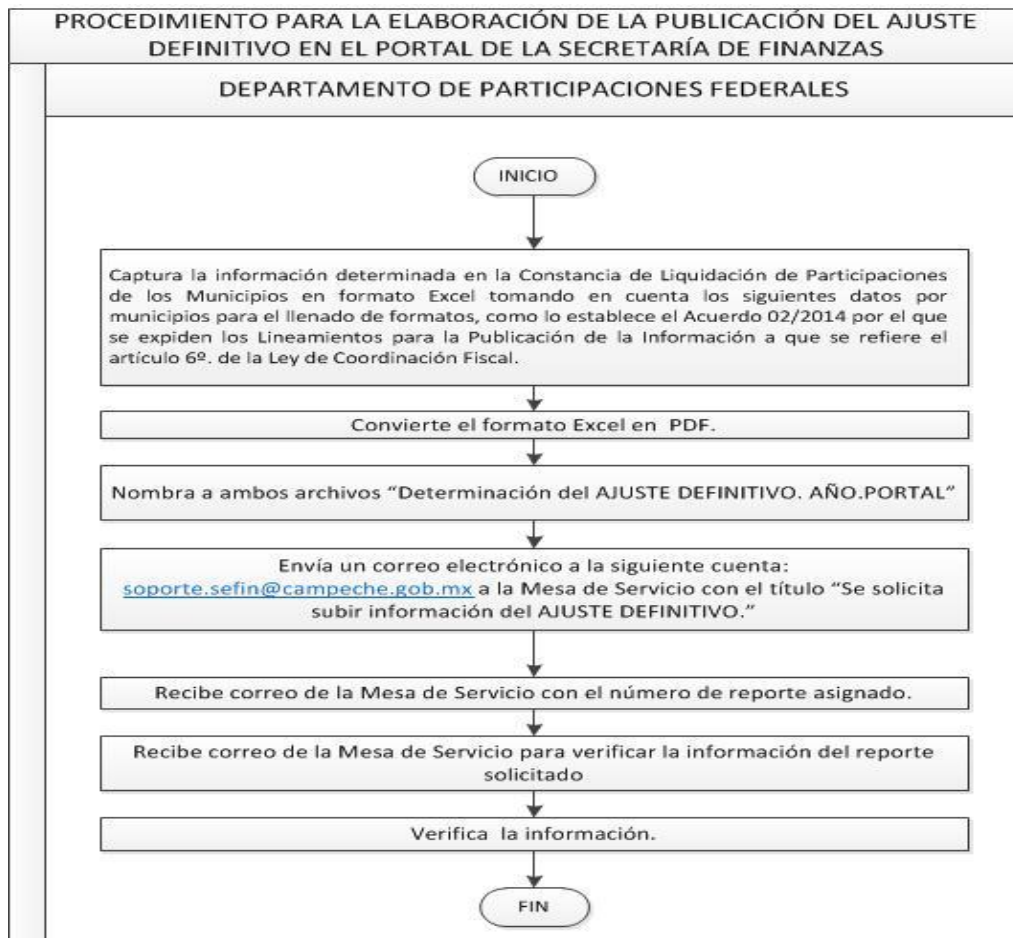 PROCEDIMIENTO PARA LA ELABORACIÓN DE LA PUBLICACIÓN DEL AJUSTE
DEFINITIVO EN EL PORTAL DE LA SECRETARÍA DE FINANZAS
DEPARTAMENTO DE PARTICIPACIONES FEDERALES
INICIO
Captura la información determinada en la Constancia de Liquidación de Participaciones
de los Municipios en formato Excel tomando en cuenta los siguientes datos por
municipios para el llenado de formatos, como lo establece el Acuerdo 02/2014 por el que
se expiden los Lineamientos para la Publicación de la Información a que se refiere el
artículo 6º. de la Ley de Coordinación Fiscal.
Convierte el formato Excel en PDF.
Nombra a ambos archivos “Determinación del AJUSTE DEFINITIVO. AÑO.PORTAL”
Envía un correo electrónico a la siguiente cuenta:
soporte.sefin@campeche.gob.mx a la Mesa de Servicio con el título “Se solicita
subir información del AJUSTE DEFINITIVO.”
Recibe correo de la Mesa de Servicio con el número de reporte asignado.
Recibe correo de la Mesa de Servicio para verificar la información del reporte
solicitado
Verifica la información.
FIN